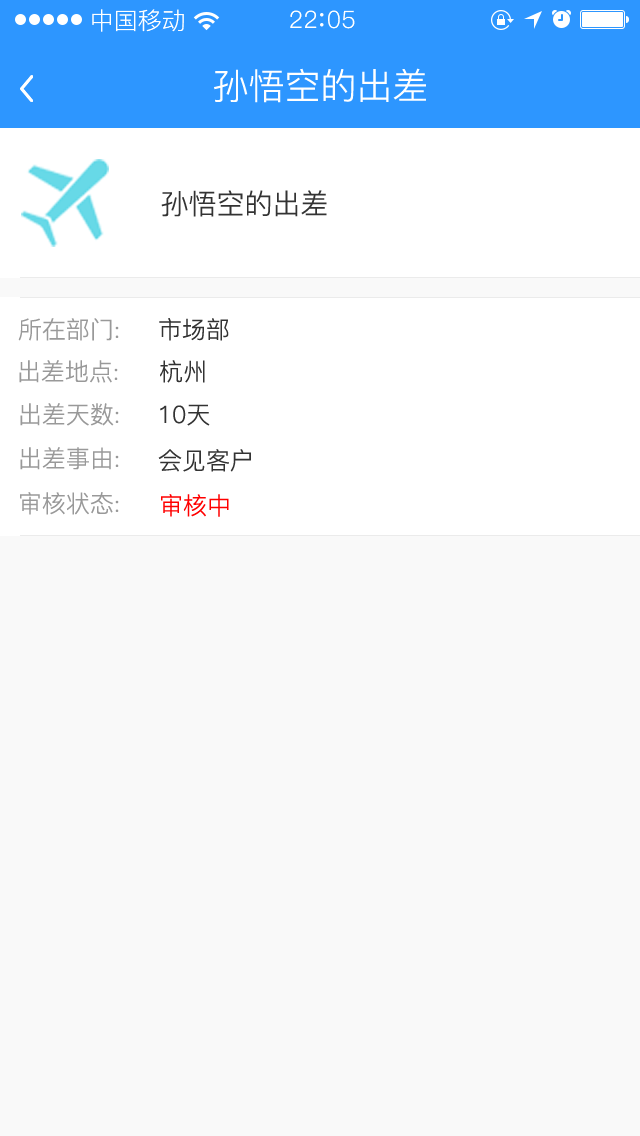 中国移动 22:05
孙悟空的出差
孙悟空的出差
所在部门: 市场部
出差地点: 杭州
出差天数: 10天
出差事由: 会见客户
审核状态: 审核中